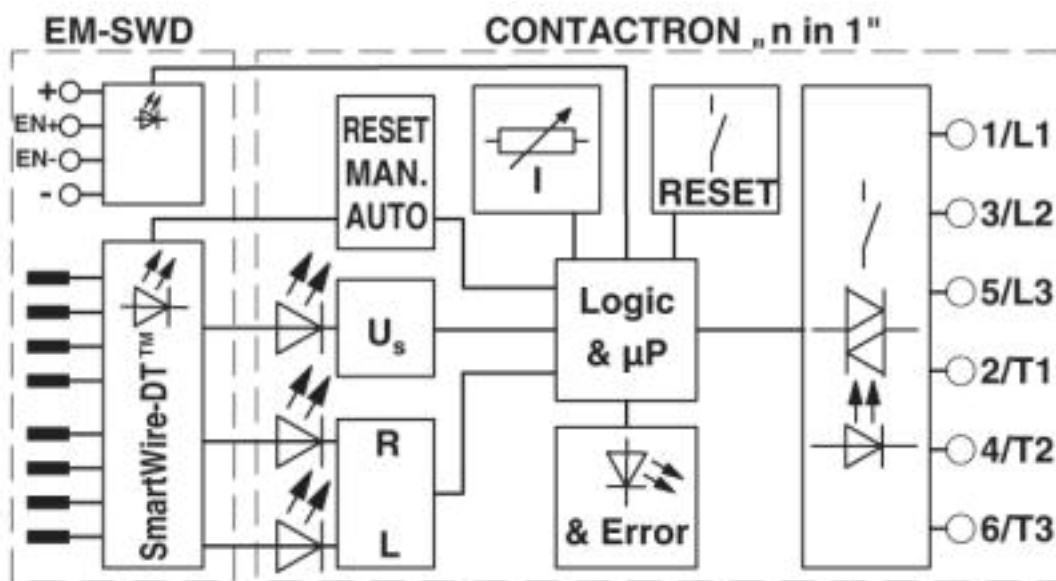 EM-SWD
CONTACTRON „n in 1"
+
EN+
EN-
-
RESET
MAN.
AUTO
I
RESET
1/L1
3/L2
5/L3
2/T1
4/T2
6/T3
SmartWire-DT™
Us
Logic
& µP
R
L
& Error